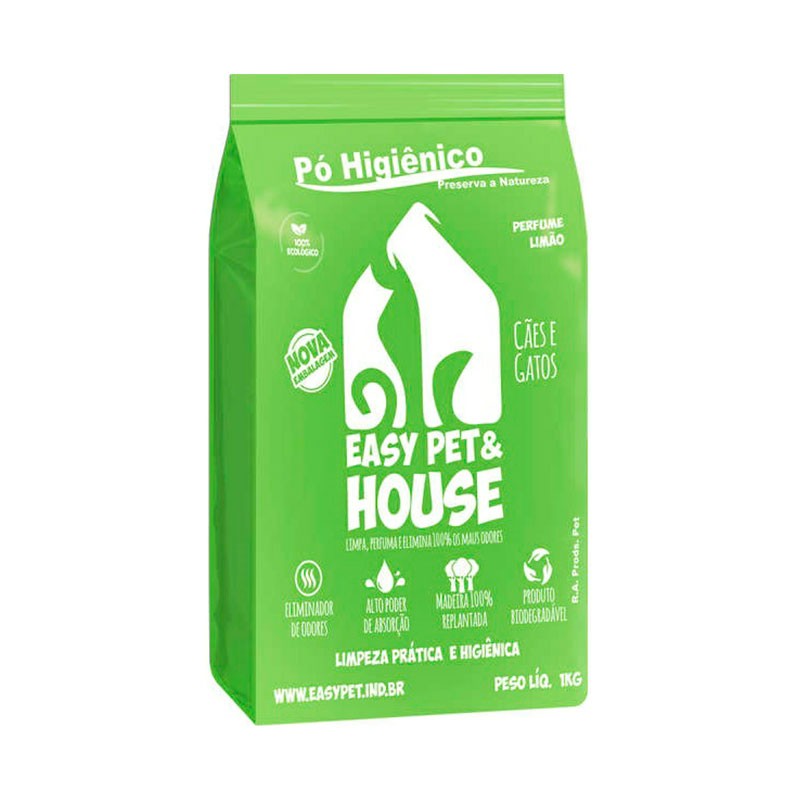 Pó Higiênico
Preserva a Natureza
100%
ECOLÓGICO
PERFUME
LIMÃO
NOVA
EMBALAGEM
CÃES E
GATOS
EASY PET&
HOUSE
LIMPA, PERFUMA E ELIMINA 100% OS MAUS ODORES
ELIMINADOR
DE ODORES
ALTO PODER
DE ABSORÇÃO
MADEIRA 100%
REPLANTADA
PRODUTO
BIODEGRADÁVEL
R.A. Prods. Pet
LIMPEZA PRÁTICA E HIGIÊNICA
WWW.EASYPET.IND.BR
PESO LÍQ. 1KG